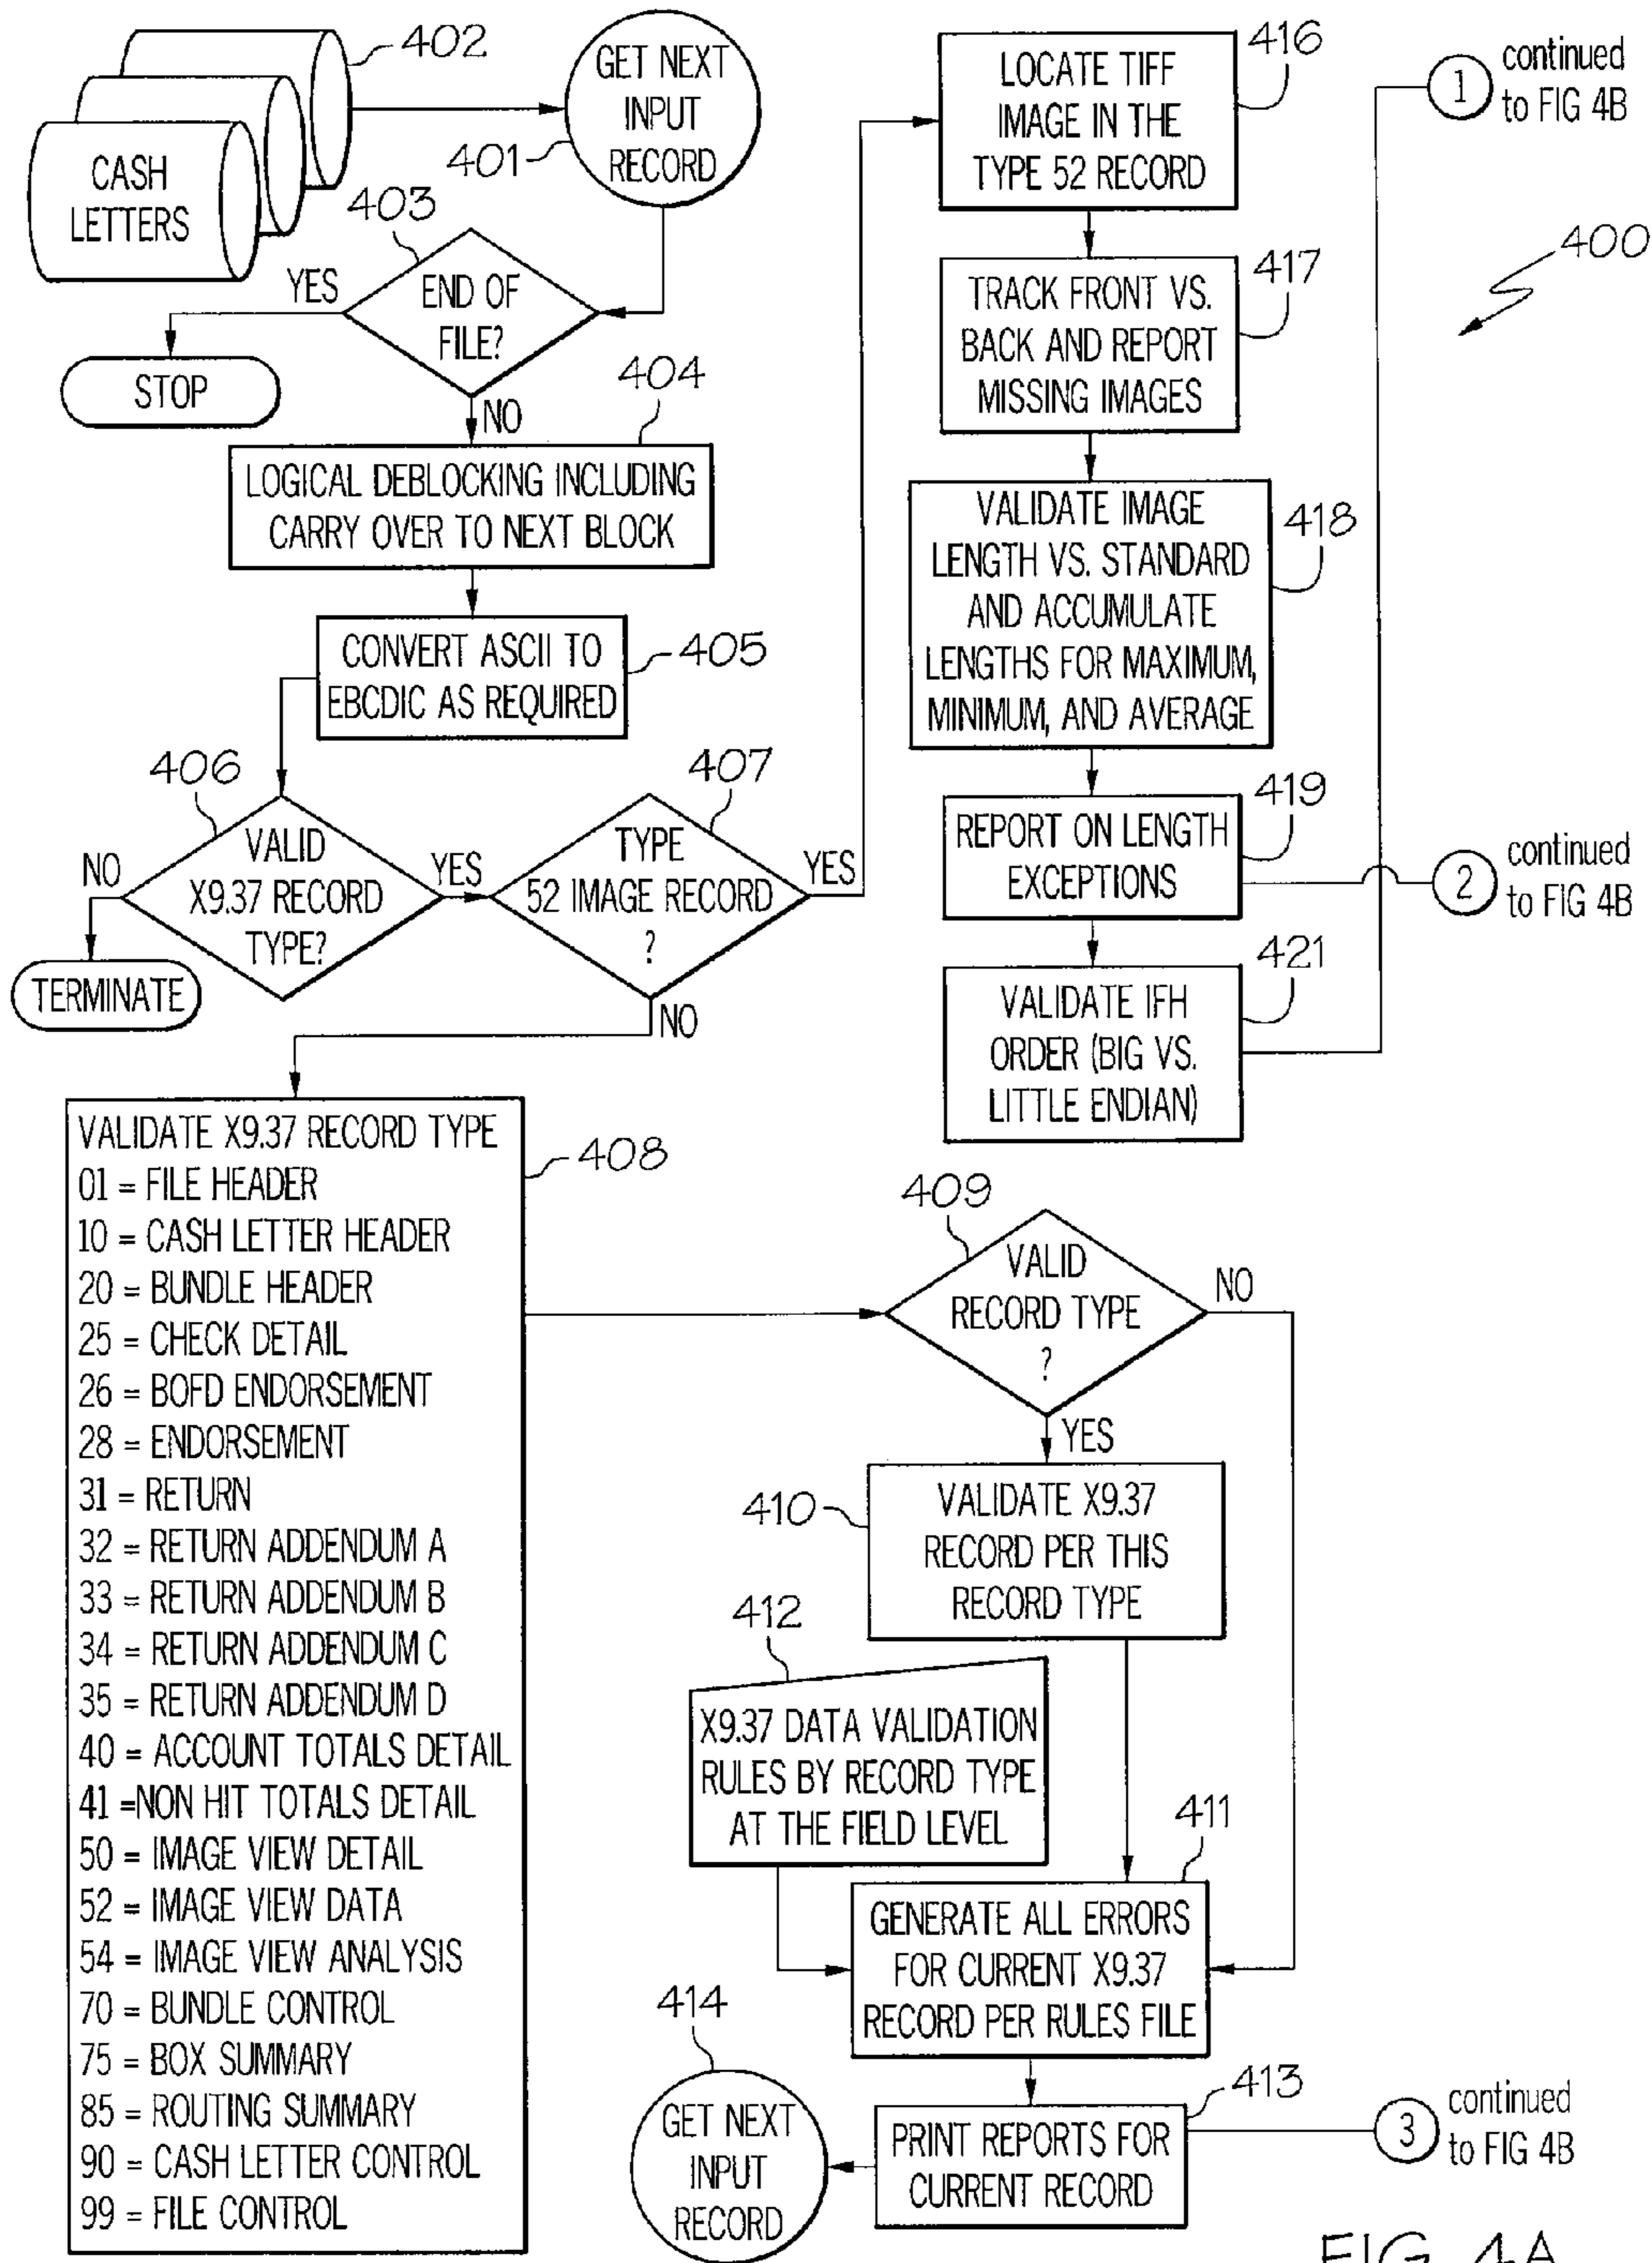 402
CASH
LETTERS
GET NEXT
INPUT
RECORD
401
403
END OF
FILE?
YES
STOP
NO
404
LOGICAL DEBLOCKING INCLUDING
CARRY OVER TO NEXT BLOCK
CONVERT ASCII TO
EBCDIC AS REQUIRED
405
406
VALID
X9.37 RECORD
TYPE?
NO
TERMINATE
YES
407
TYPE
52 IMAGE RECORD
?
YES
NO
VALIDATE X9.37 RECORD TYPE
01 = FILE HEADER
10 = CASH LETTER HEADER
20 = BUNDLE HEADER
25 = CHECK DETAIL
26 = BOFD ENDORSEMENT
28 = ENDORSEMENT
31 = RETURN
32 = RETURN ADDENDUM A
33 = RETURN ADDENDUM B
34 = RETURN ADDENDUM C
35 = RETURN ADDENDUM D
40 = ACCOUNT TOTALS DETAIL
41 =NON HIT TOTALS DETAIL
50 = IMAGE VIEW DETAIL
52 = IMAGE VIEW DATA
54 = IMAGE VIEW ANALYSIS
70 = BUNDLE CONTROL
75 = BOX SUMMARY
85 = ROUTING SUMMARY
90 = CASH LETTER CONTROL
99 = FILE CONTROL
408
LOCATE TIFF
IMAGE IN THE
TYPE 52 RECORD
416
TRACK FRONT VS.
BACK AND REPORT
MISSING IMAGES
417
VALIDATE IMAGE
LENGTH VS. STANDARD
AND ACCUMULATE
LENGTHS FOR MAXIMUM,
MINIMUM, AND AVERAGE
418
REPORT ON LENGTH
EXCEPTIONS
419
VALIDATE IFH
ORDER (BIG VS.
LITTLE ENDIAN)
421
1
continued
to FIG 4B
400
2
continued
to FIG 4B
409
VALID
RECORD TYPE
?
NO
YES
410
VALIDATE X9.37
RECORD PER THIS
RECORD TYPE
412
X9.37 DATA VALIDATION
RULES BY RECORD TYPE
AT THE FIELD LEVEL
411
GENERATE ALL ERRORS
FOR CURRENT X9.37
RECORD PER RULES FILE
414
GET NEXT
INPUT
RECORD
PRINT REPORTS FOR
CURRENT RECORD
413
3
continued
to FIG 4B
FIG 4A